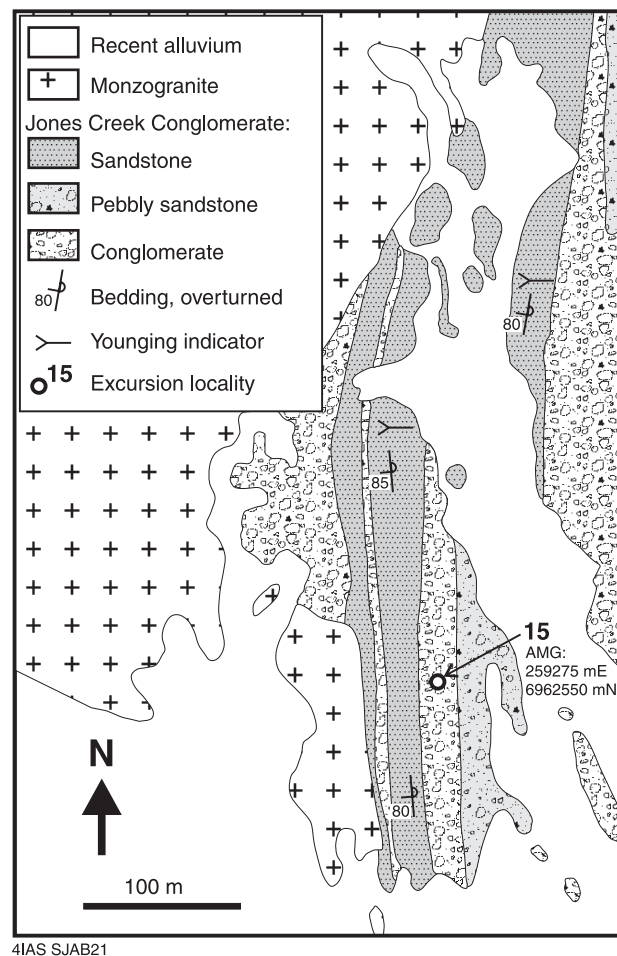 Recent alluvium
Monzogranite
Jones Creek Conglomerate:
Sandstone
Pebbly sandstone
Conglomerate
80
Bedding, overturned
Younging indicator
15
Excursion locality
80
85
15
AMG:
259275 mE
6962550 mN
80
N
100 m
4IAS SJAB21